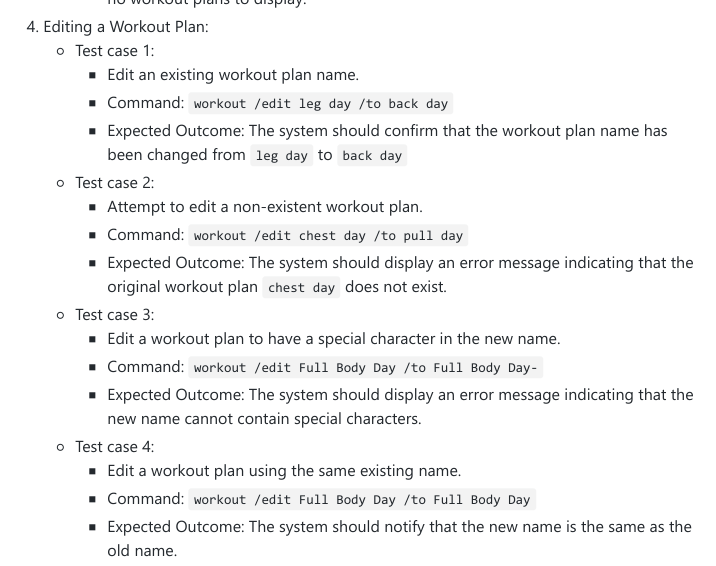 no workout plans to display.
4. Editing a Workout Plan:
Test case 1:
Edit an existing workout plan name.
Command: workout /edit leg day /to back day
Expected Outcome: The system should confirm that the workout plan name has
been changed from leg day to back day
Test case 2:
Attempt to edit a non-existent workout plan.
Command: workout /edit chest day /to pull day
Expected Outcome: The system should display an error message indicating that the
original workout plan chest day does not exist.
Test case 3:
Edit a workout plan to have a special character in the new name.
Command: workout /edit Full Body Day /to Full Body Day-
Expected Outcome: The system should display an error message indicating that the
new name cannot contain special characters.
Test case 4:
Edit a workout plan using the same existing name.
Command: workout /edit Full Body Day /to Full Body Day
Expected Outcome: The system should notify that the new name is the same as the
old name.